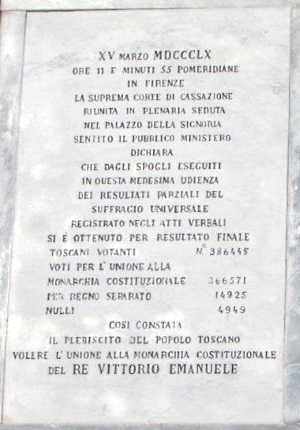 XV MARZO MDCCCLX
ORE 11 E MINUTI 55 POMERIDIANE
IN FIRENZE
LA SUPREMA CORTE DI CASSAZIONE
RIUNITA IN PLENARIA SEDUTA
NEL PALAZZO DELLA SIGNORIA
SENTITO IL PUBBLICO MINISTERO
DICHIARA
CHE DAGLI SPOGLI ESEGUITI
IN QUESTA MEDESIMA UDIENZA
DEI RESULTATI PARZIALI DEL
SUFFRAGIO UNIVERSALE
REGISTRATO NEGLI ATTI VERBALI
SI È OTTENUTO PER RESULTATO FINALE
TOSCANI VOTANTI N° 386445
VOTI PER L'UNIONE ALLA
MONARCHIA COSTITUZIONALE 366571
PER REGNO SEPARATO 14925
NULLI 4949
COSÌ CONSTATA
IL PLEBISCITO DEL POPOLO TOSCANO
VOLERE L'UNIONE ALLA MONARCHIA COSTITUZIONALE
DEL RE VITTORIO EMANUELE